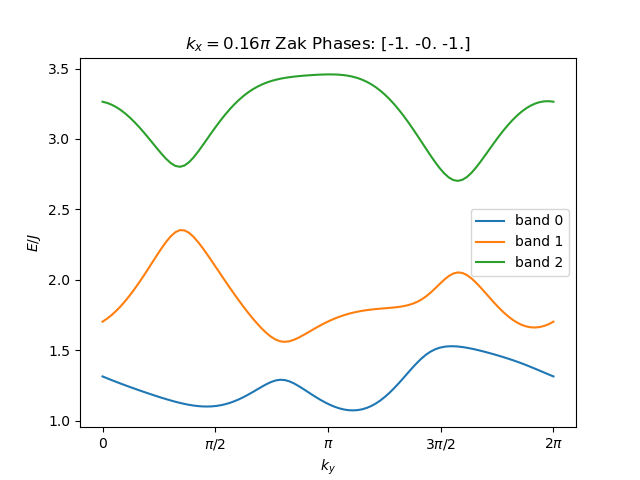 k_x = 0.16π Zak Phases: [-1. -0. -1.]
3.5
3.0
2.5
2.0
1.5
1.0
E/J
band 0
band 1
band 2
0
π/2
π
3π/2
2π
k_y